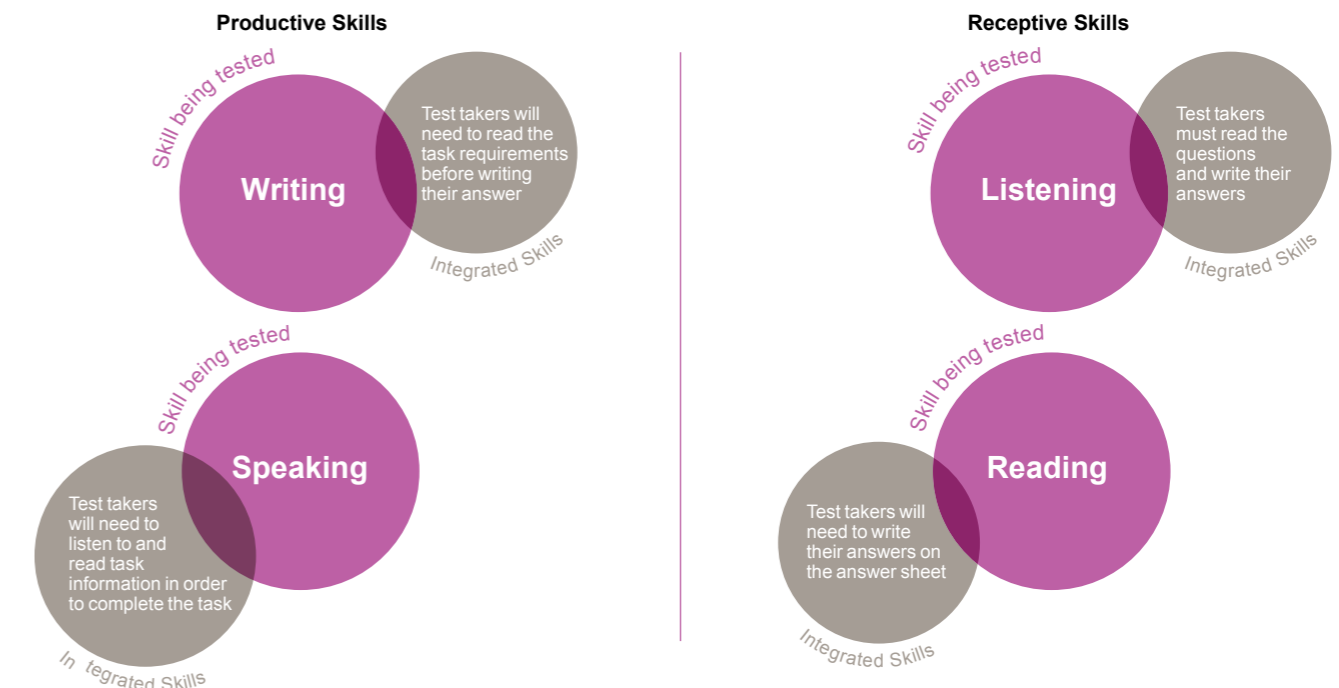 Productive Skills
Skill being tested
Writing
Test takers will
need to read the
task requirements
before writing
their answer
Integrated Skills
Skill being tested
Speaking
Test takers
will need to
listen to and
read task
information in order
to complete the task
In tegrated Skills
Receptive Skills
Skill being tested
Listening
Test takers
must read the
questions
and write their
answers
Integrated Skills
Skill being tested
Reading
Test takers will
need to write
their answers on
the answer sheet
Integrated Skills